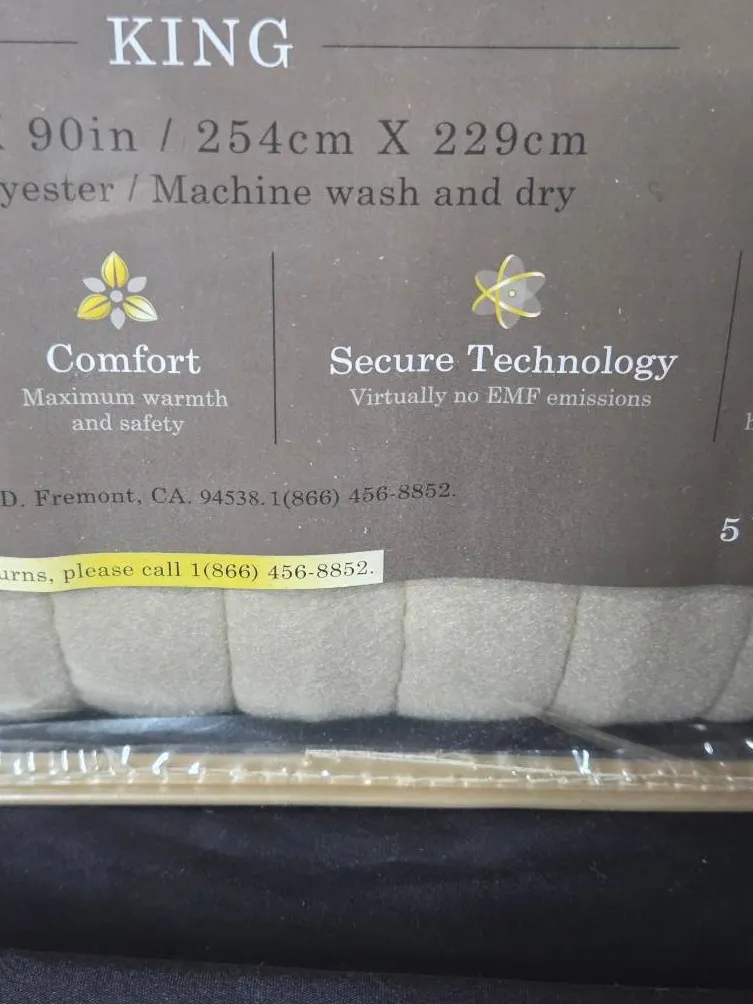 KING
X 90in / 254cm X 229cm
yester / Machine wash and dry
Comfort
Maximum warmth
and safety
Secure Technology
Virtually no EMF emissions
D. Fremont, CA. 94538. 1(866) 456-8852.
5
urns, please call 1(866) 456-8852.